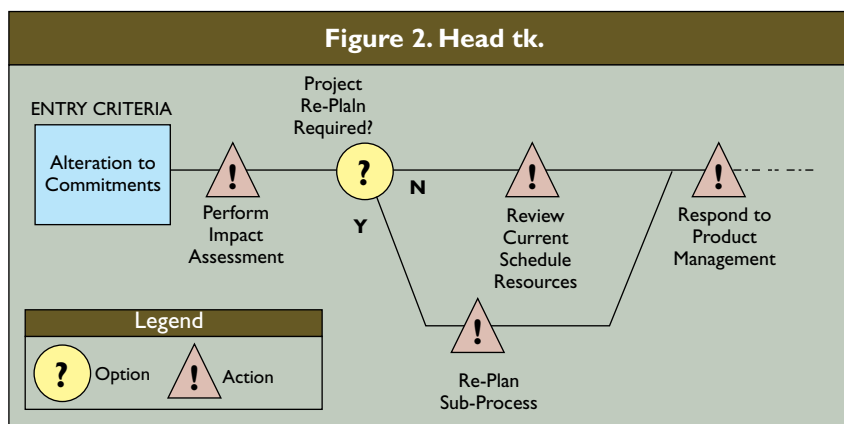 Figure 2. Head tk.
ENTRY CRITERIA
Alteration to
Commitments
!
Perform
Impact
Assessment
Project
Re-Plaln
Required?
?
N
Y
!
Review
Current
Schedule
Resources
!
Re-Plan
Sub-Process
!
Respond to
Product
Management
Legend
? Option
! Action